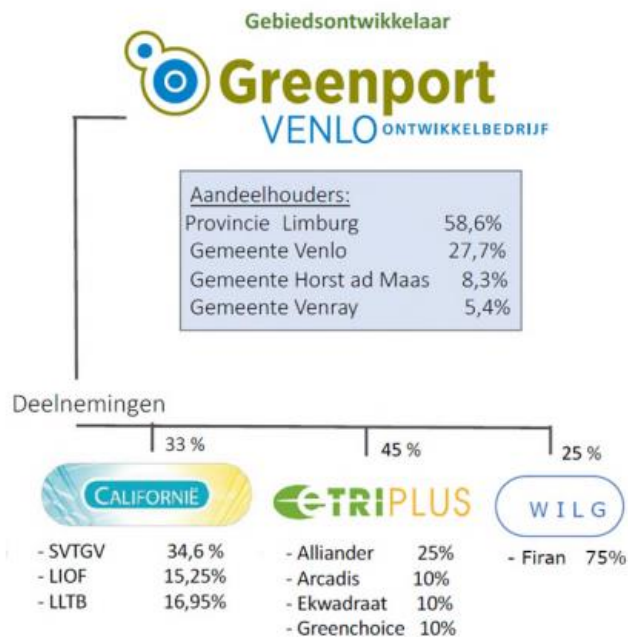 Gebiedsontwikkelaar
Greenport
VENLO ONTWIKKELBEDRIJF
Aandeelhouders:
Provincie Limburg 58,6%
Gemeente Venlo 27,7%
Gemeente Horst ad Maas 8,3%
Gemeente Venray 5,4%
Deelnemingen
33 % 45 % 25 %
CALIFORNIË eTRIPLUS WILG
- SVTGV 34,6 % - Alliander 25% - Firan 75%
- LIOF 15,25% - Arcadis 10%
- LLTB 16,95% - Ekwadraat 10%
- Greenchoice 10%